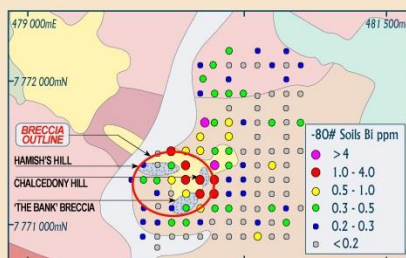 479 000mE
481 500m
7 772 000mN
BRECCIA
OUTLINE
HAMISH'S HILL
CHALCEDONY HILL
'THE BANK' BRECCIA
7 771 000mN
-80# Soils Bi ppm
>4
1.0 - 4.0
0.5 - 1.0
0.3 - 0.5
0.2 - 0.3
<0.2